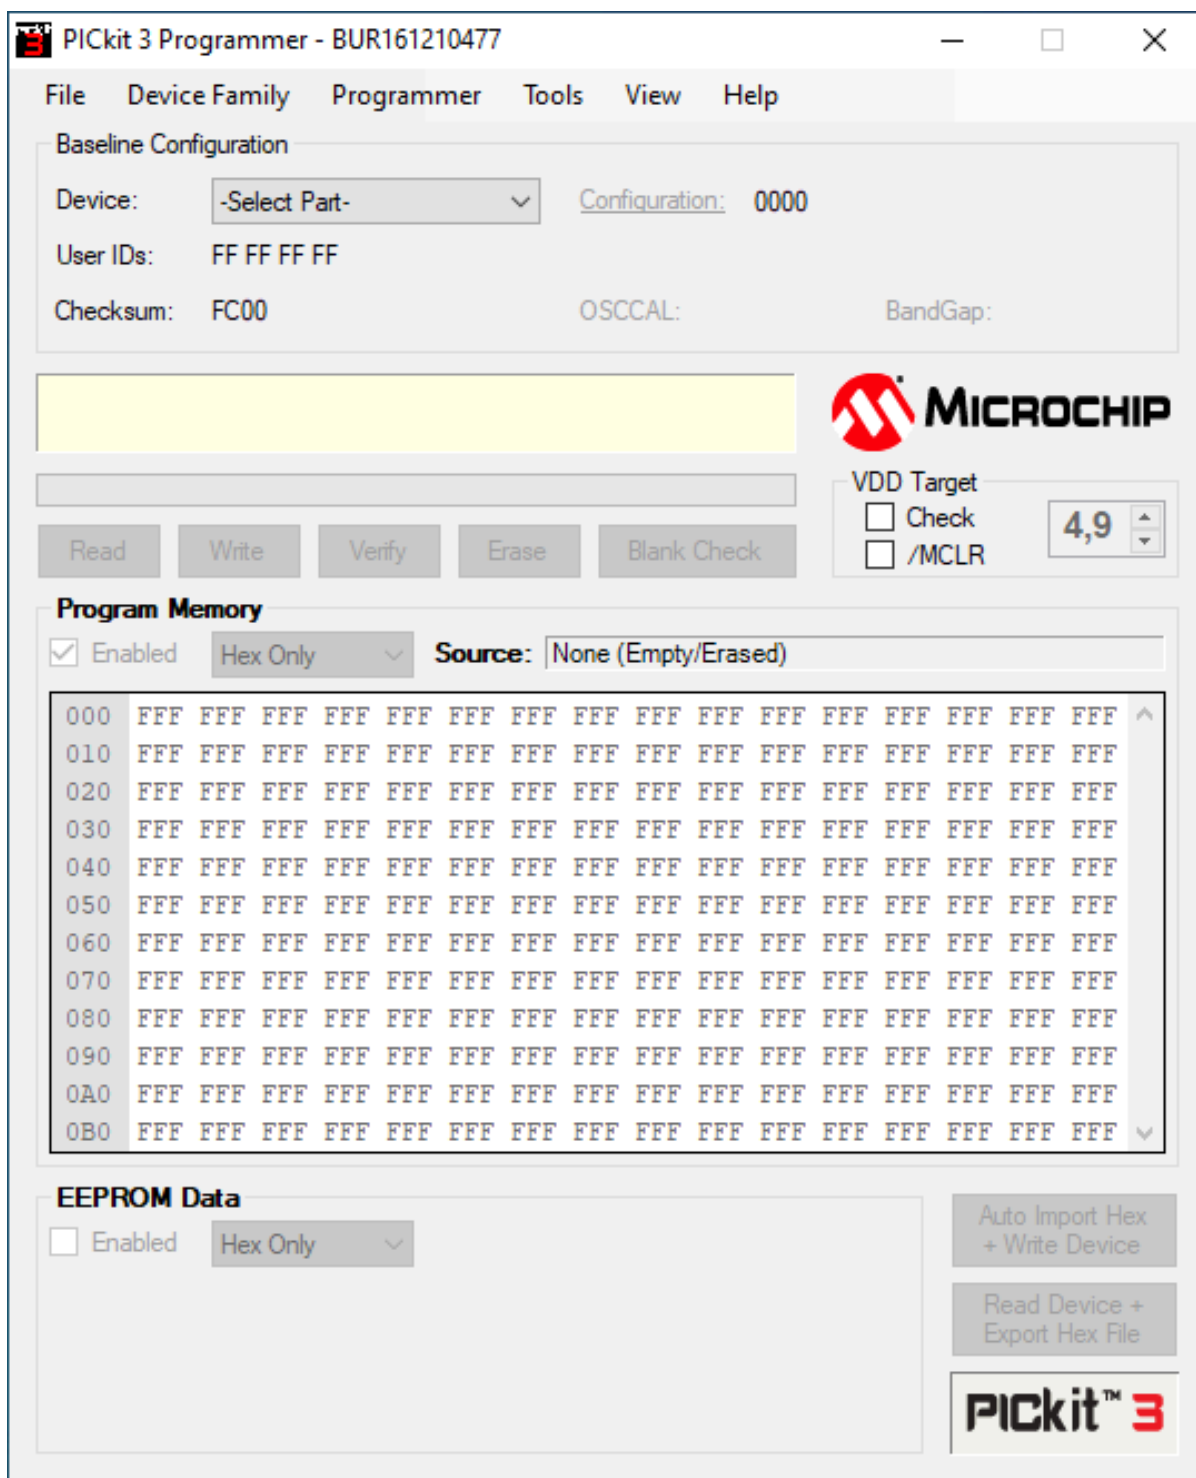 PICkit 3 Programmer - BUR161210477
File Device Family Programmer Tools View Help
Baseline Configuration
Device: -Select Part- Configuration: 0000
User IDs: FF FF FF FF
Checksum: FC00 OSCCAL: BandGap:
MICROCHIP
VDD Target
Check 4,9
/MCLR
Read Write Verify Erase Blank Check
Program Memory
Enabled Hex Only Source: None (Empty/Erased)
000 FFF FFF FFF FFF FFF FFF FFF FFF FFF FFF FFF FFF FFF FFF FFF FFF
010 FFF FFF FFF FFF FFF FFF FFF FFF FFF FFF FFF FFF FFF FFF FFF FFF
020 FFF FFF FFF FFF FFF FFF FFF FFF FFF FFF FFF FFF FFF FFF FFF FFF
030 FFF FFF FFF FFF FFF FFF FFF FFF FFF FFF FFF FFF FFF FFF FFF FFF
040 FFF FFF FFF FFF FFF FFF FFF FFF FFF FFF FFF FFF FFF FFF FFF FFF
050 FFF FFF FFF FFF FFF FFF FFF FFF FFF FFF FFF FFF FFF FFF FFF FFF
060 FFF FFF FFF FFF FFF FFF FFF FFF FFF FFF FFF FFF FFF FFF FFF FFF
070 FFF FFF FFF FFF FFF FFF FFF FFF FFF FFF FFF FFF FFF FFF FFF FFF
080 FFF FFF FFF FFF FFF FFF FFF FFF FFF FFF FFF FFF FFF FFF FFF FFF
090 FFF FFF FFF FFF FFF FFF FFF FFF FFF FFF FFF FFF FFF FFF FFF FFF
0A0 FFF FFF FFF FFF FFF FFF FFF FFF FFF FFF FFF FFF FFF FFF FFF FFF
0B0 FFF FFF FFF FFF FFF FFF FFF FFF FFF FFF FFF FFF FFF FFF FFF FFF
EEPROM Data
Enabled Hex Only
Auto Import Hex
+ Write Device
Read Device +
Export Hex File
PICkit™ 3